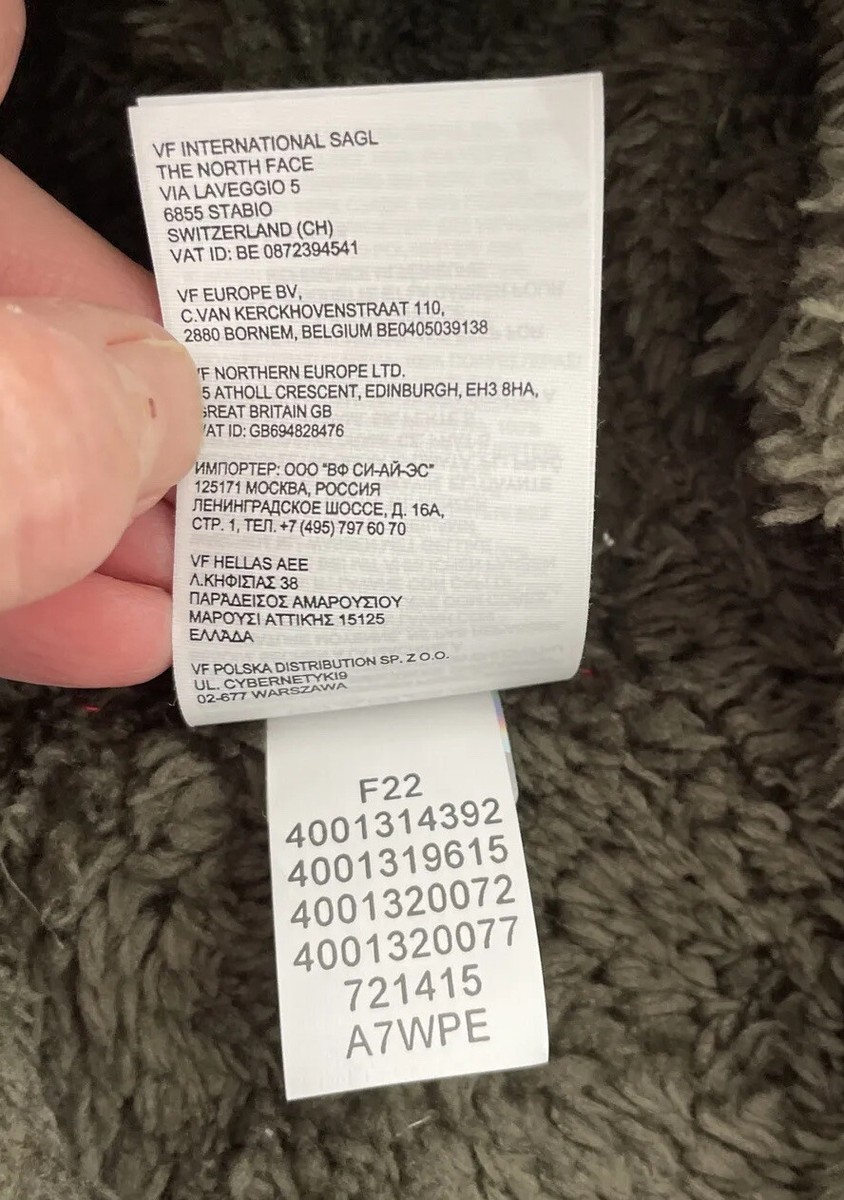 VF INTERNATIONAL SAGL
THE NORTH FACE
VIA LAVEGGIO 5
6855 STABIO
SWITZERLAND (CH)
VAT ID: BE 0872394541
VF EUROPE BV,
C.VAN KERCKHOVENSTRAAT 110,
2880 BORNEM, BELGIUM BE0405039138
NORTHERN EUROPE LTD.
ATHOLL CRESCENT, EDINBURGH, EH3 8HA,
BRITAIN GB
ID: GB694828476
ИМПОРТЕР: ООО "ВФ СИ-АЙ-ЭС"
125171 МОСКВА, РОССИЯ
ЛЕНИНГРАДСКОЕ ШОССЕ, Д. 16А,
СТР. 1, ТЕЛ. +7 (495) 797 60 70
VF HELLAS AEE
Λ.ΚΗΦΙΣΙΑΣ 38
ΠΑΡΑΔΕΙΣΟΣ ΑΜΑΡΟΥΣΙΟΥ
ΜΑΡΟΥΣΙ ΑΤΤΙΚΗΣ 15125
ΕΛΛΑΔΑ
VF POLSKA DISTRIBUTION SP. Z O.O.
UL. CYBERNETYKI9
02-677 WARSZAWA
F22
4001314392
4001319615
4001320072
4001320077
721415
A7WPE